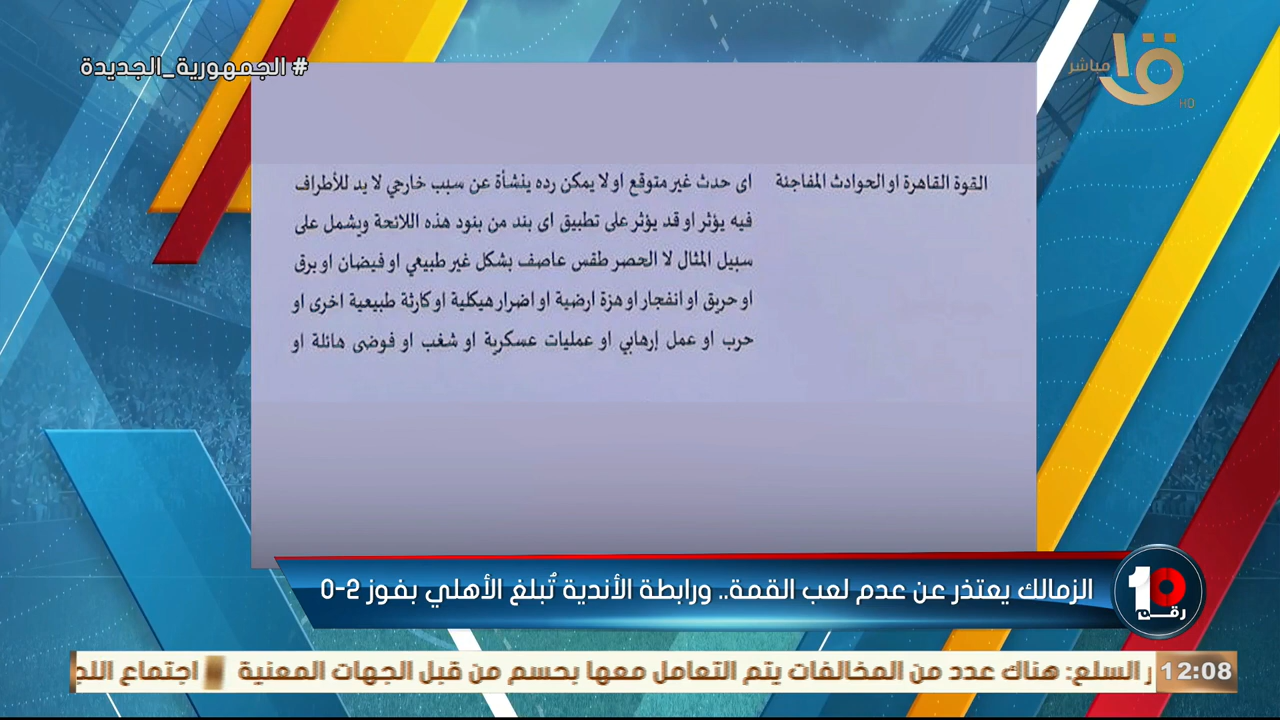 # الجمهورية_الجديدة
مباشر
HD
القوة القاهرة او الحوادث المفاجئة
اى حدث غير متوقع او لا يمكن رده ينشأة عن سبب خارجي لا يد للأطراف
فيه يؤثر او قد يؤثر على تطبيق اى بند من بنود هذه اللائحة ويشمل على
سبيل المثال لا الحصر طقس عاصف بشكل غير طبيعي او فيضان او برق
او حريق او انفجار او هزة ارضية او اضرار هيكلية او كارثة طبيعية اخرى او
حرب او عمل إرهابي او عمليات عسكرية او شغب او فوضى هائلة او
الزمالك يعتذر عن عدم لعب القمة.. ورابطة الأندية تُبلغ الأهلي بفوز 2-0
رقم 10
السلع: هناك عدد من المخالفات يتم التعامل معها بحسم من قبل الجهات المعنية
اجتماع
12:08